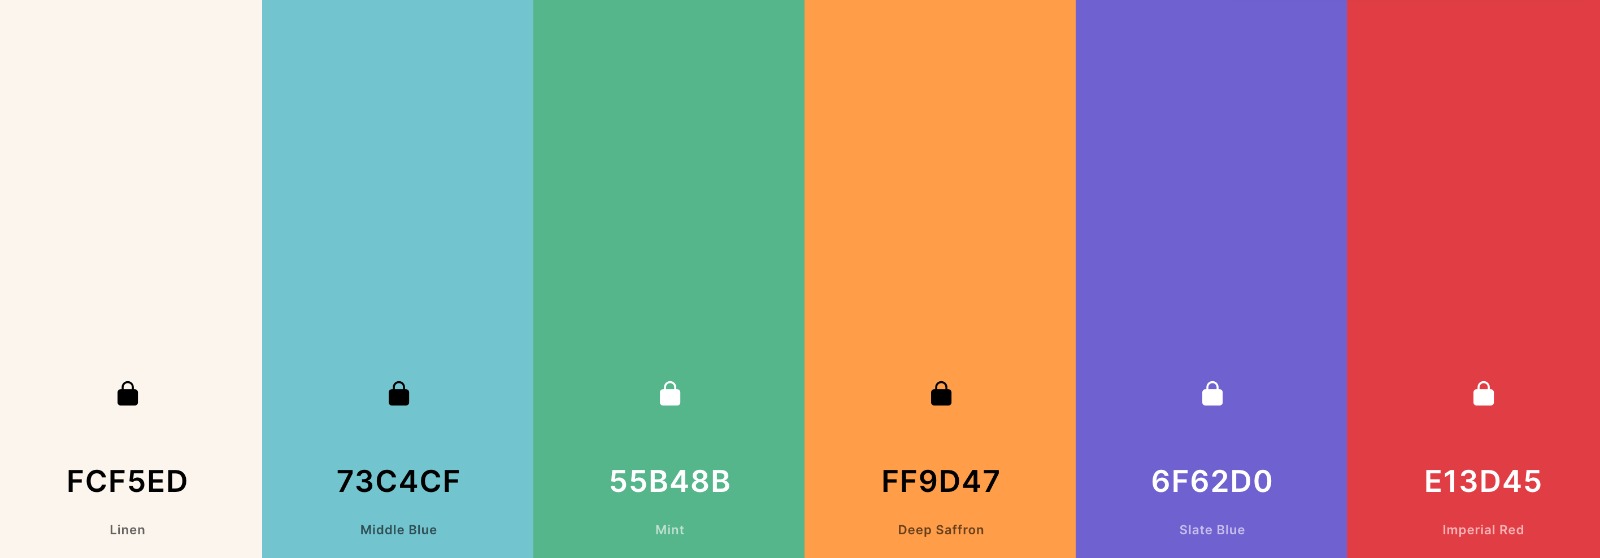 FCF5ED
73C4CF
55B48B
FF9D47
6F62D0
E13D45
Linen
Middle Blue
Mint
Deep Saffron
Slate Blue
Imperial Red